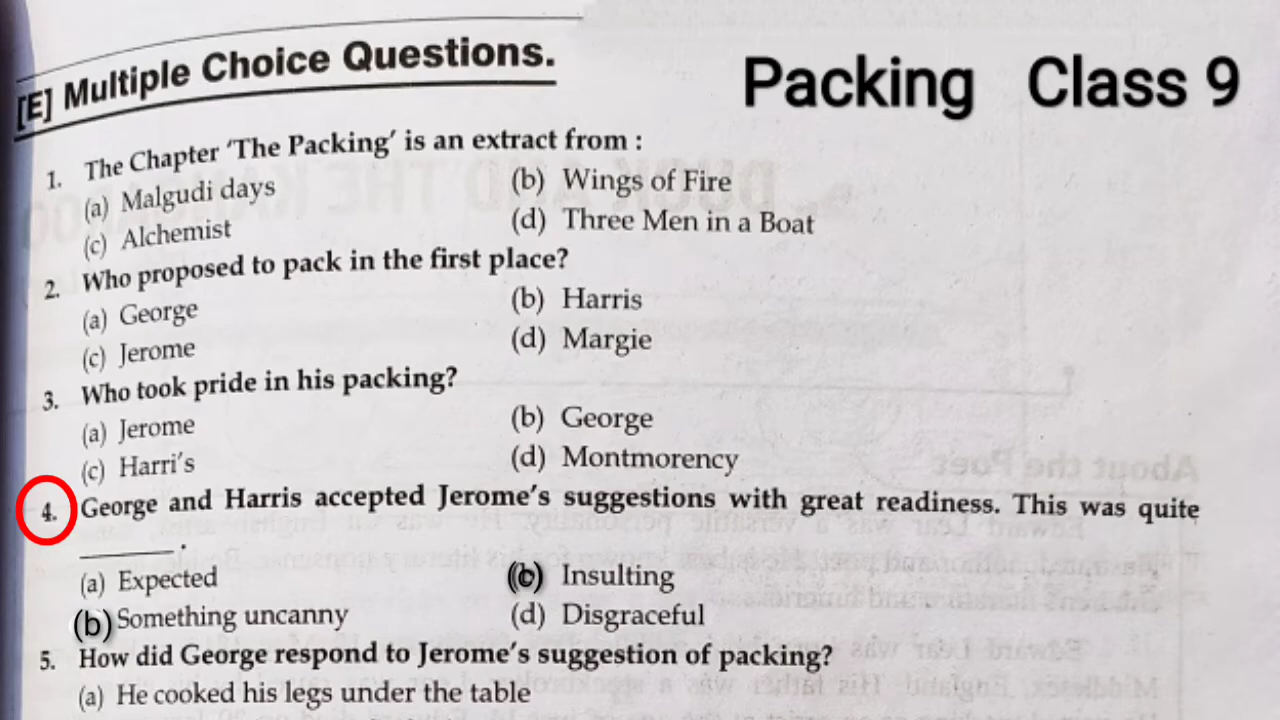 [E] Multiple Choice Questions.
Packing Class 9
1. The Chapter 'The Packing' is an extract from :
(a) Malgudi days (b) Wings of Fire
(c) Alchemist (d) Three Men in a Boat
2. Who proposed to pack in the first place?
(a) George (b) Harris
(c) Jerome (d) Margie
3. Who took pride in his packing?
(a) Jerome (b) George
(c) Harri's (d) Montmorency
4. George and Harris accepted Jerome's suggestions with great readiness. This was quite
________.
(a) Expected (c) Insulting
(b) Something uncanny (d) Disgraceful
5. How did George respond to Jerome's suggestion of packing?
(a) He cooked his legs under the table